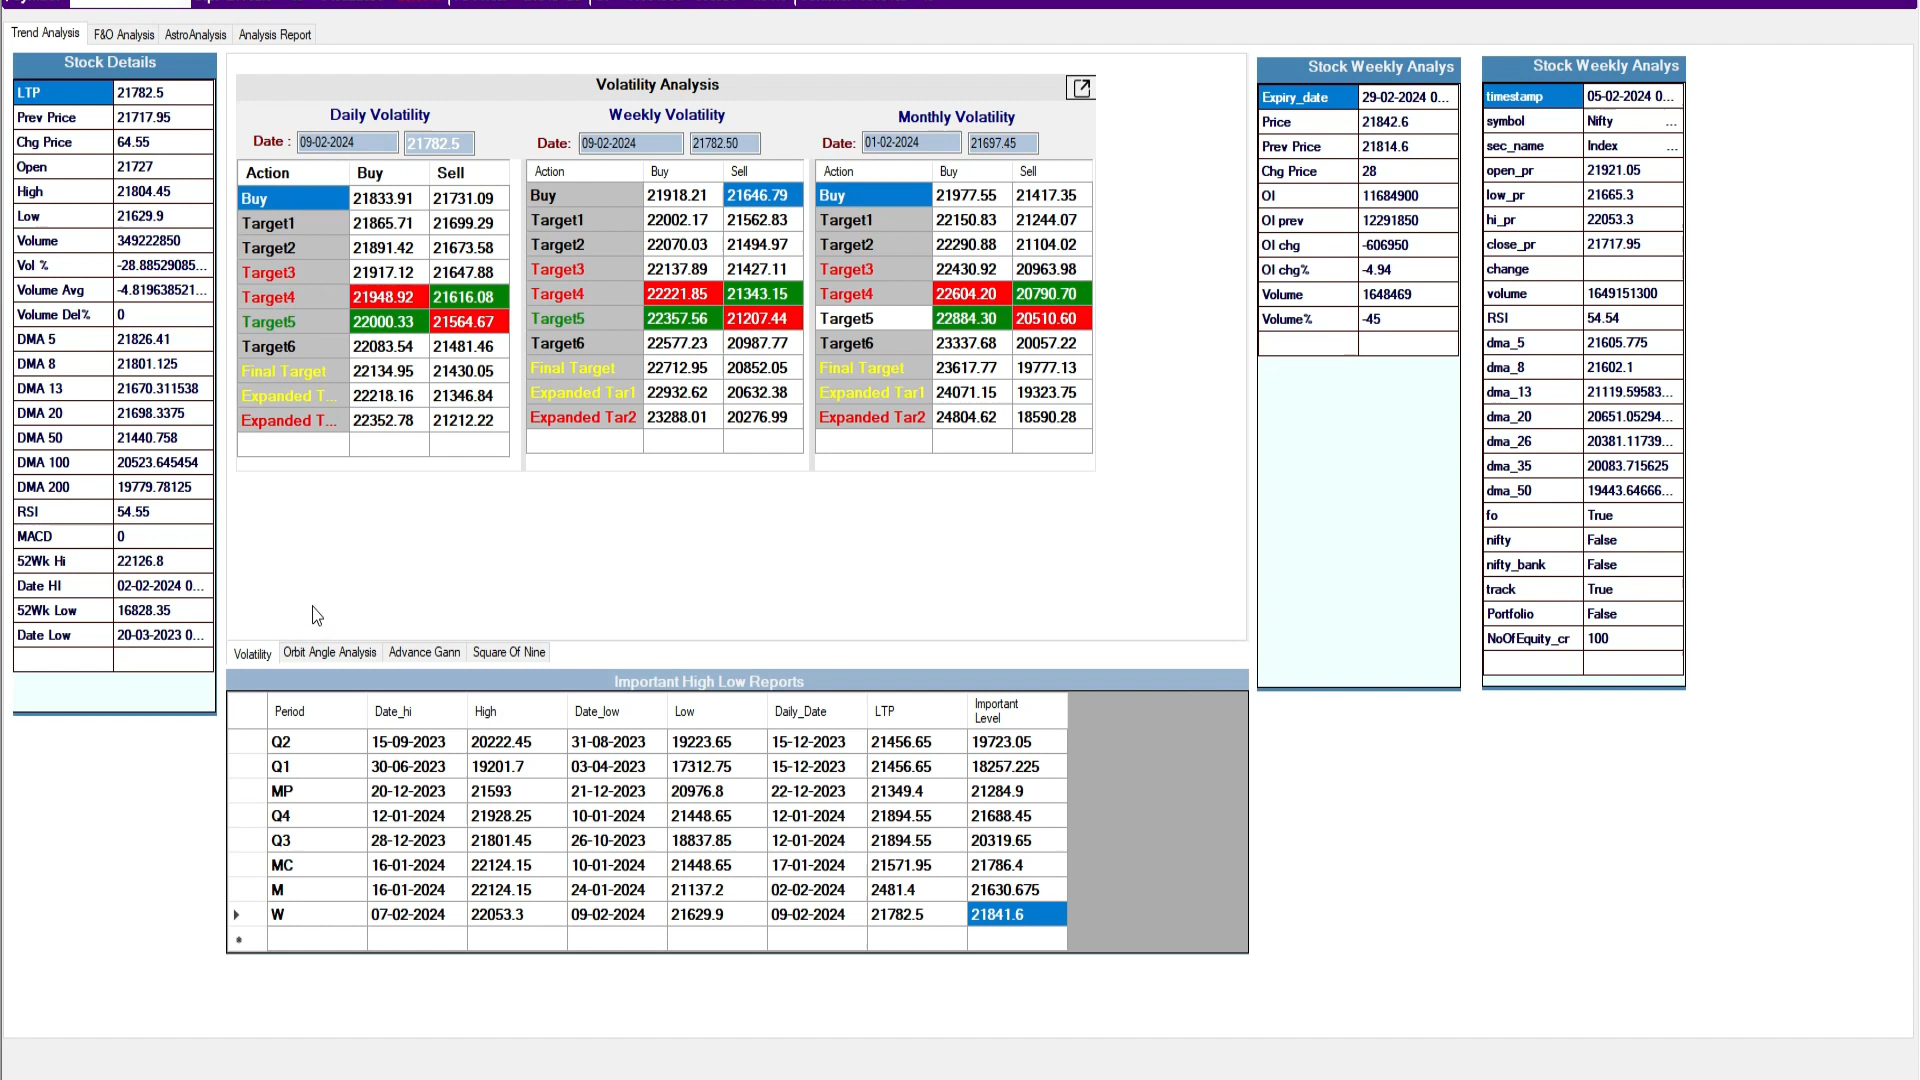 Trend Analysis F&O Analysis AstroAnalysis Analysis Report
Stock Details
LTP 21782.5
Prev Price 21717.95
Chg Price 64.55
Open 21727
High 21804.45
Low 21629.9
Volume 349222850
Vol % -28.88529085...
Volume Avg -4.819638521...
Volume Del% 0
DMA 5 21826.41
DMA 8 21801.125
DMA 13 21670.311538
DMA 20 21698.3375
DMA 50 21440.758
DMA 100 20523.645454
DMA 200 19779.78125
RSI 54.55
MACD 0
52Wk Hi 22126.8
Date HI 02-02-2024 0...
52Wk Low 16828.35
Date Low 20-03-2023 0...
Volatility Analysis
Daily Volatility
Date : 09-02-2024 21782.5
Action Buy Sell
Buy 21833.91 21731.09
Target1 21865.71 21699.29
Target2 21891.42 21673.58
Target3 21917.12 21647.88
Target4 21948.92 21616.08
Target5 22000.33 21564.67
Target6 22083.54 21481.46
Final Target 22134.95 21430.05
Expanded T... 22218.16 21346.84
Expanded T... 22352.78 21212.22
Weekly Volatility
Date: 09-02-2024 21782.50
Action Buy Sell
Buy 21918.21 21646.79
Target1 22002.17 21562.83
Target2 22070.03 21494.97
Target3 22137.89 21427.11
Target4 22221.85 21343.15
Target5 22357.56 21207.44
Target6 22577.23 20987.77
Final Target 22712.95 20852.05
Expanded Tar1 22932.62 20632.38
Expanded Tar2 23288.01 20276.99
Monthly Volatility
Date: 01-02-2024 21697.45
Action Buy Sell
Buy 21977.55 21417.35
Target1 22150.83 21244.07
Target2 22290.88 21104.02
Target3 22430.92 20963.98
Target4 22604.20 20790.70
Target5 22884.30 20510.60
Target6 23337.68 20057.22
Final Target 23617.77 19777.13
Expanded Tar1 24071.15 19323.75
Expanded Tar2 24804.62 18590.28
Volatility Orbit Angle Analysis Advance Gann Square Of Nine
Important High Low Reports
Period Date_hi High Date_low Low Daily_Date LTP Important Level
Q2 15-09-2023 20222.45 31-08-2023 19223.65 15-12-2023 21456.65 19723.05
Q1 30-06-2023 19201.7 03-04-2023 17312.75 15-12-2023 21456.65 18257.225
MP 20-12-2023 21593 21-12-2023 20976.8 22-12-2023 21349.4 21284.9
Q4 12-01-2024 21928.25 10-01-2024 21448.65 12-01-2024 21894.55 21688.45
Q3 28-12-2023 21801.45 26-10-2023 18837.85 12-01-2024 21894.55 20319.65
MC 16-01-2024 22124.15 10-01-2024 21448.65 17-01-2024 21571.95 21786.4
M 16-01-2024 22124.15 24-01-2024 21137.2 02-02-2024 2481.4 21630.675
W 07-02-2024 22053.3 09-02-2024 21629.9 09-02-2024 21782.5 21841.6
Stock Weekly Analys
Expiry_date 29-02-2024 0...
Price 21842.6
Prev Price 21814.6
Chg Price 28
OI 11684900
OI prev 12291850
OI chg -606950
OI chg% -4.94
Volume 1648469
Volume% -45
Stock Weekly Analys
timestamp 05-02-2024 0...
symbol Nifty ...
sec_name Index ...
open_pr 21921.05
low_pr 21665.3
hi_pr 22053.3
close_pr 21717.95
change
volume 1649151300
RSI 54.54
dma_5 21605.775
dma_8 21602.1
dma_13 21119.59583...
dma_20 20651.05294...
dma_26 20381.11739...
dma_35 20083.715625
dma_50 19443.64666...
fo True
nifty False
nifty_bank False
track True
Portfolio False
NoOfEquity_cr 100